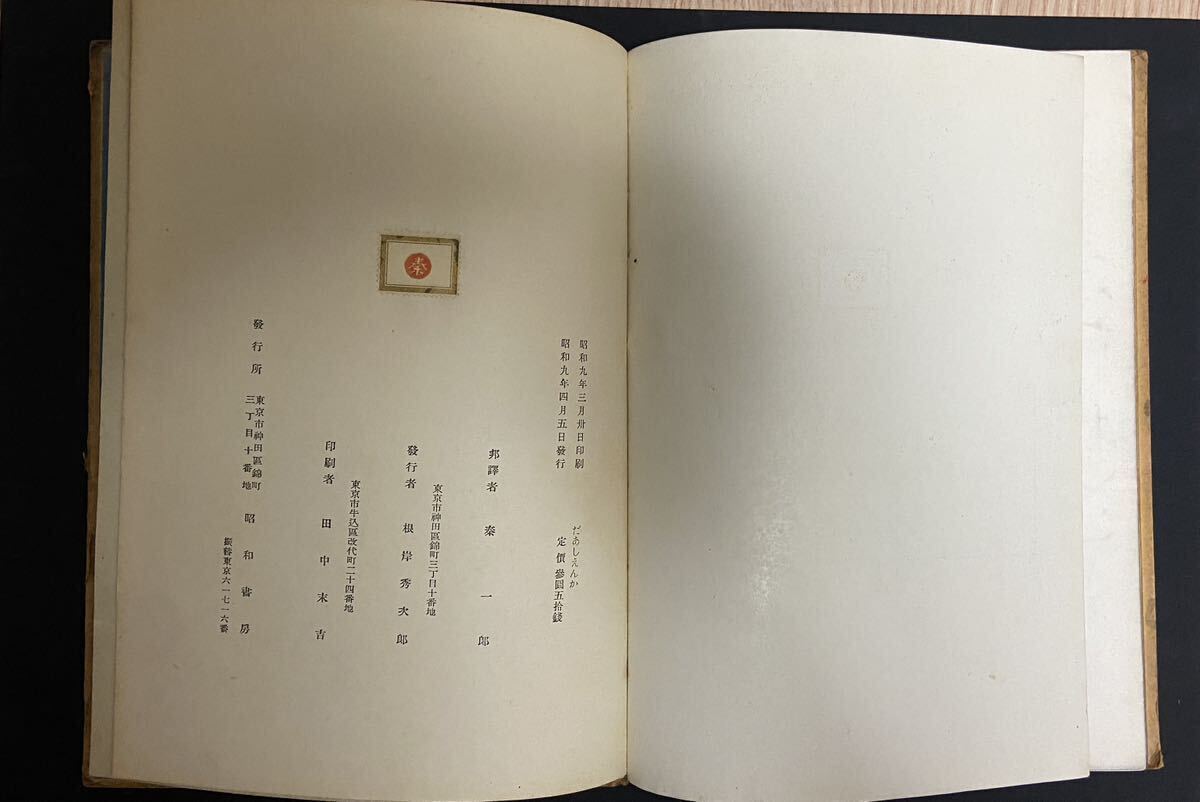 昭和九年三月卅日印刷
昭和九年四月五日發行
だあしえんか
定價參圓五拾錢
邦譯者 秦一郎
東京市神田區錦町三丁目十番地
發行者 根岸秀次郎
東京市牛込區改代町二十四番地
印刷者 田中末吉
發行所 東京市神田區錦町
三丁目十番地 昭和書房
振替東京六一七一六番
秦